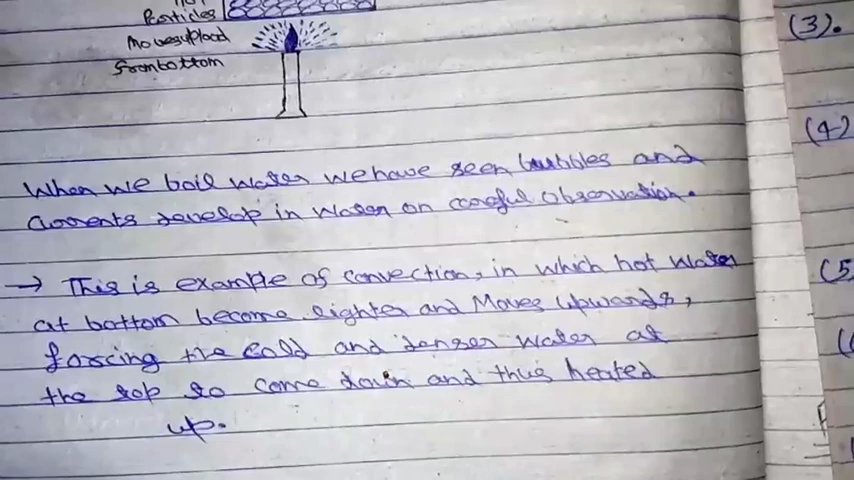 Particles
Moves upload
from bottom
When we boil water we have seen bubbles and
currents develop in water on careful observation.
→ This is example of convection, in which hot water
at bottom become lighter and Moves upwards,
forcing the cold and denser water at
the top to come down and thus heated
up.
(3).
(4)
(5